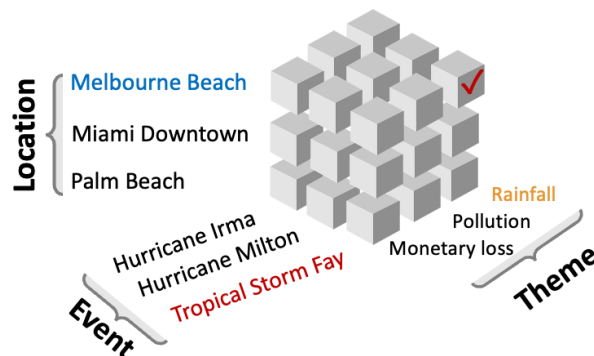 Location
Melbourne Beach
Miami Downtown
Palm Beach
Hurricane Irma
Hurricane Milton
Tropical Storm Fay
Event
Rainfall
Pollution
Monetary loss
Theme